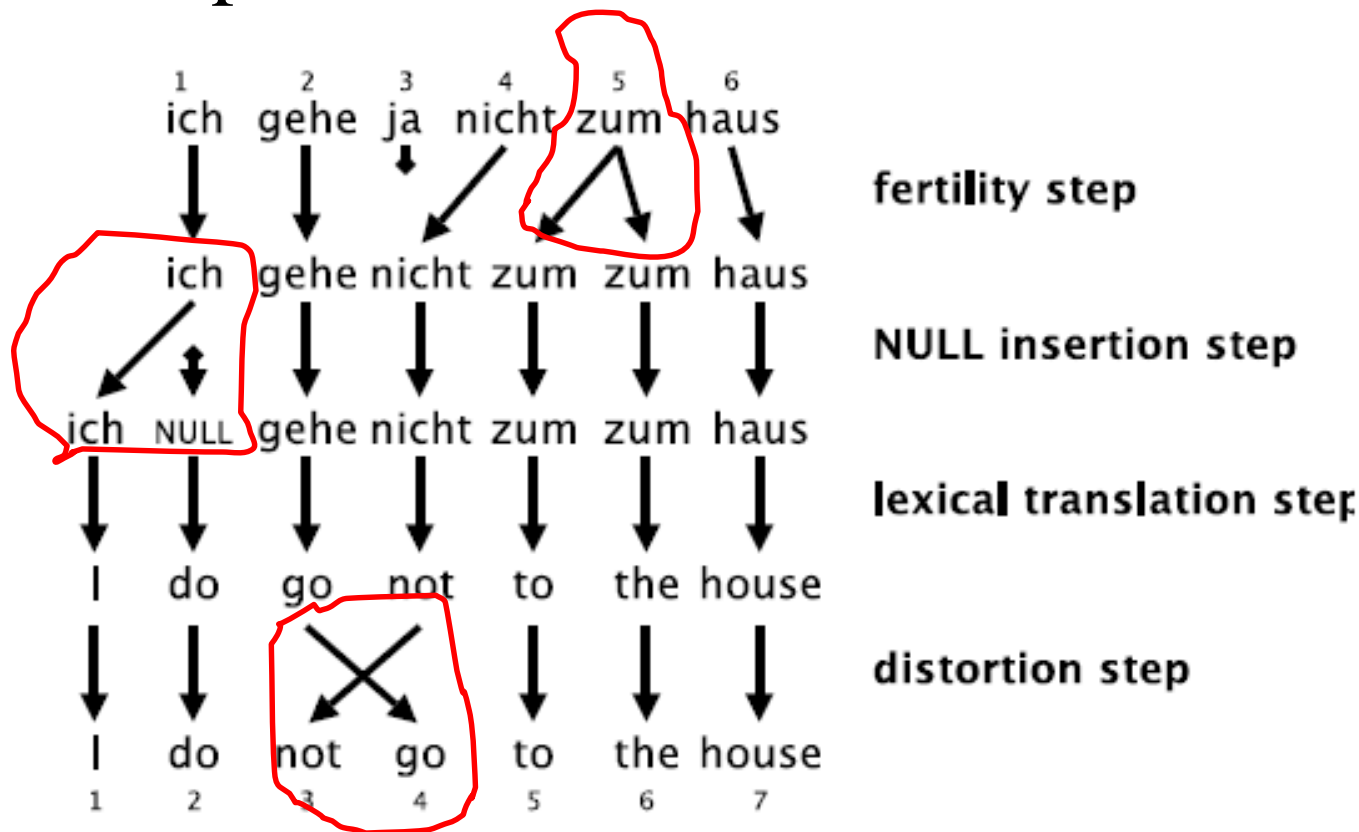 1 2 3 4 5 6
ich gehe ja nicht zum haus
fertility step
ich gehe nicht zum zum haus
NULL insertion step
ich NULL gehe nicht zum zum haus
lexical translation step
I do go not to the house
distortion step
I do not go to the house
1 2 3 4 5 6 7